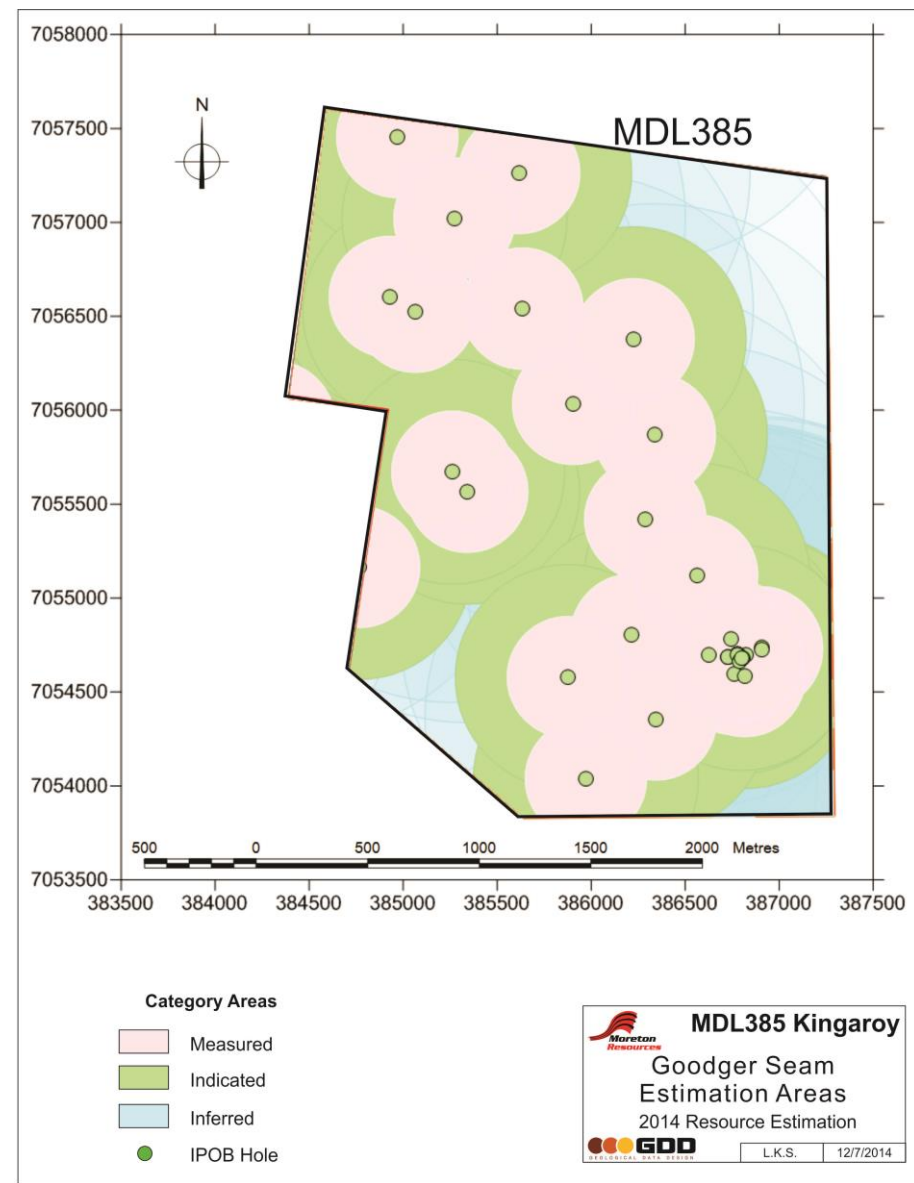 7058000
7057500
7057000
7056500
7056000
7055500
7055000
7054500
7054000
7053500
N
MDL385
500 0 500 1000 1500 2000 Metres
383500 384000 384500 385000 385500 386000 386500 387000 387500
Category Areas
Measured
Indicated
Inferred
IPOB Hole
Moreton
Resources
MDL385 Kingaroy
Goodger Seam
Estimation Areas
2014 Resource Estimation
GDD
GEOLOGICAL DATA DESIGN
L.K.S. 12/7/2014